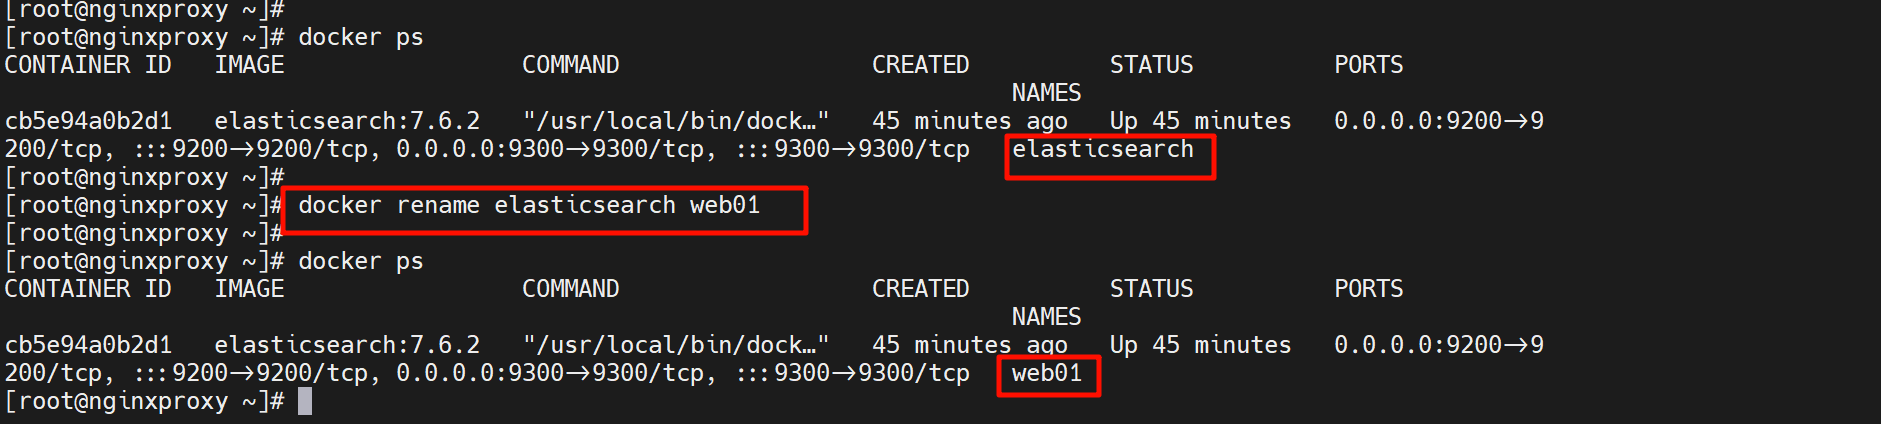 [root@nginxproxy ~]#
[root@nginxproxy ~]# docker ps
CONTAINER ID   IMAGE                 COMMAND                  CREATED          STATUS          PORTS
                                                                        NAMES
cb5e94a0b2d1   elasticsearch:7.6.2   "/usr/local/bin/dock…"   45 minutes ago   Up 45 minutes   0.0.0.0:9200->9
200/tcp, :::9200->9200/tcp, 0.0.0.0:9300->9300/tcp, :::9300->9300/tcp   elasticsearch
[root@nginxproxy ~]#
[root@nginxproxy ~]# docker rename elasticsearch web01
[root@nginxproxy ~]#
[root@nginxproxy ~]# docker ps
CONTAINER ID   IMAGE                 COMMAND                  CREATED          STATUS          PORTS
                                                                        NAMES
cb5e94a0b2d1   elasticsearch:7.6.2   "/usr/local/bin/dock…"   45 minutes ago   Up 45 minutes   0.0.0.0:9200->9
200/tcp, :::9200->9200/tcp, 0.0.0.0:9300->9300/tcp, :::9300->9300/tcp   web01
[root@nginxproxy ~]#